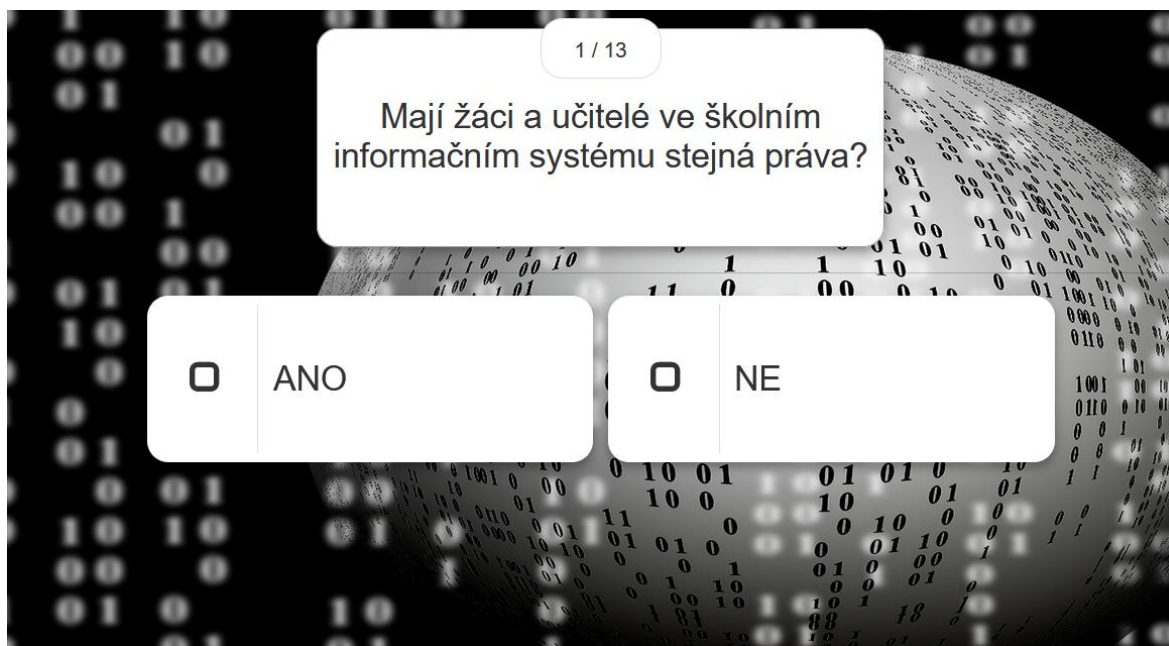 1 / 13
Mají žáci a učitelé ve školním
informačním systému stejná práva?
ANO
NE